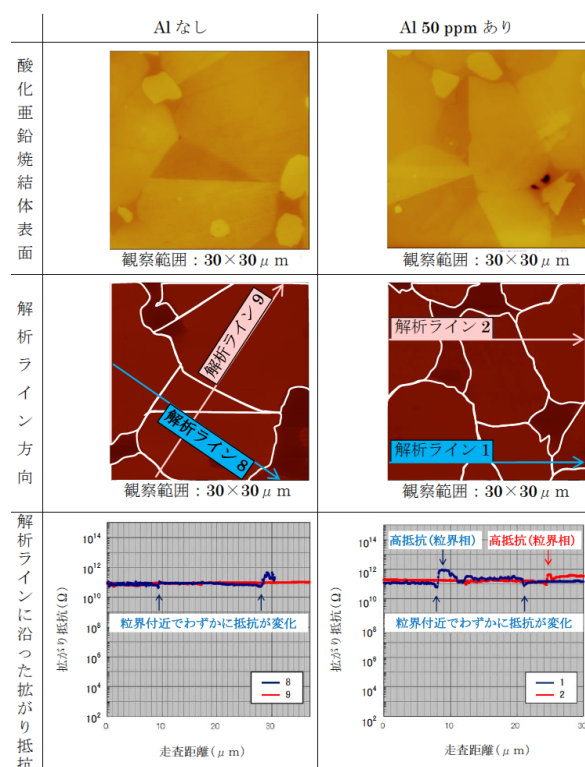 Al なし
Al 50 ppm あり
酸化亜鉛焼結体表面
観察範囲：30×30μm
観察範囲：30×30μm
解析ライン方向
解析ライン 9
解析ライン 8
解析ライン 2
解析ライン 1
観察範囲：30×30μm
観察範囲：30×30μm
解析ラインに沿った拡がり抵抗
拡がり抵抗(Ω)
10¹⁴
10¹²
10¹⁰
10⁸
10⁶
10⁴
10²
粒界付近でわずかに抵抗が変化
8
9
0
10
20
30
走査距離(μm)
拡がり抵抗(Ω)
10¹⁴
10¹²
10¹⁰
10⁸
10⁶
10⁴
10²
高抵抗(粒界相)
高抵抗(粒界相)
粒界付近でわずかに抵抗が変化
1
2
0
10
20
30
走査距離(μm)